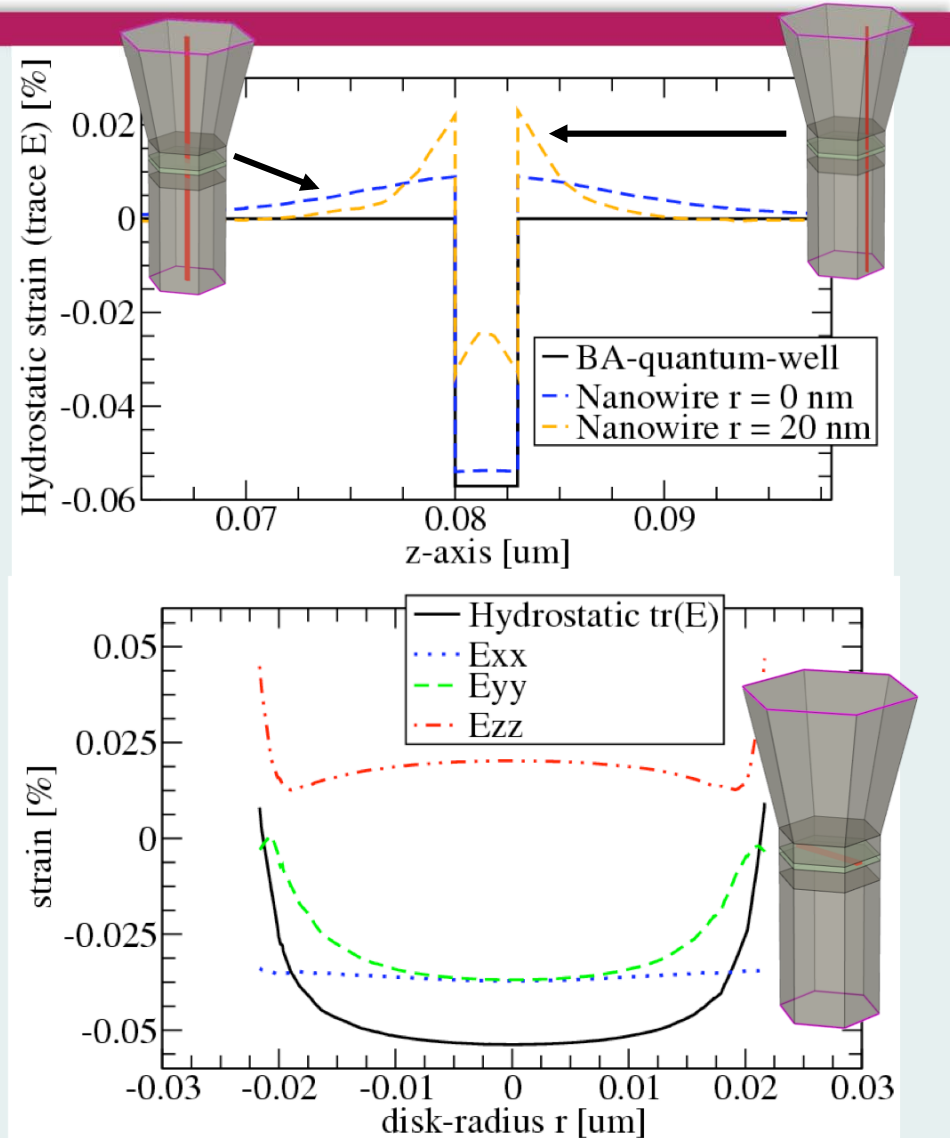 Hydrostatic strain (trace E) [%]
0.02
0
-0.02
-0.04
-0.06
BA-quantum-well
Nanowire r = 0 nm
Nanowire r = 20 nm
0.07 0.08 0.09
z-axis [um]
Hydrostatic tr(E)
Exx
Eyy
Ezz
strain [%]
0.05
0.025
0
-0.025
-0.05
-0.03 -0.02 -0.01 0 0.01 0.02 0.03
disk-radius r [um]